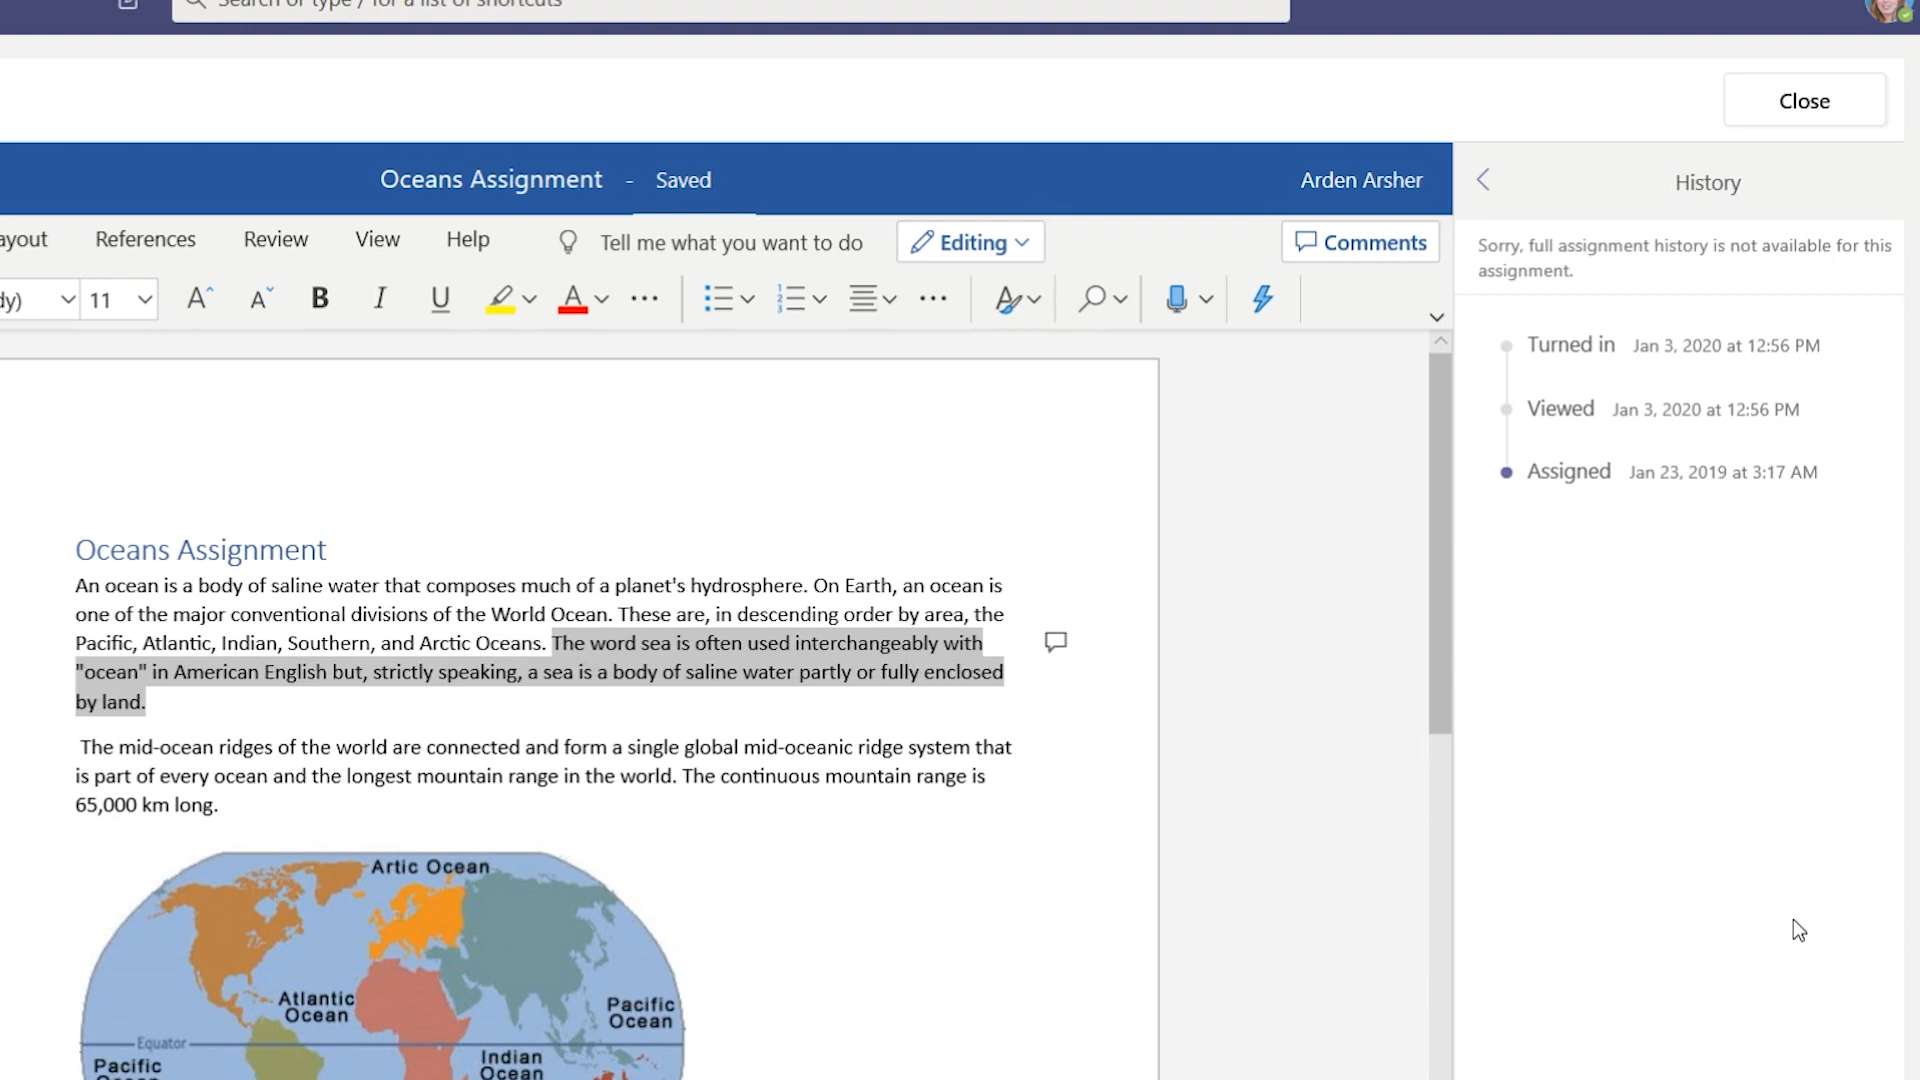 Search or type / for a list of shortcuts
Close
Oceans Assignment - Saved
Arden Arsher
History
References
Review
View
Help
Tell me what you want to do
Editing
Comments
Sorry, full assignment history is not available for this
assignment.
11
A
A
B
I
U
A
Turned in Jan 3, 2020 at 12:56 PM
Viewed Jan 3, 2020 at 12:56 PM
Assigned Jan 23, 2019 at 3:17 AM
Oceans Assignment
An ocean is a body of saline water that composes much of a planet's hydrosphere. On Earth, an ocean is
one of the major conventional divisions of the World Ocean. These are, in descending order by area, the
Pacific, Atlantic, Indian, Southern, and Arctic Oceans. The word sea is often used interchangeably with
"ocean" in American English but, strictly speaking, a sea is a body of saline water partly or fully enclosed
by land.
The mid-ocean ridges of the world are connected and form a single global mid-oceanic ridge system that
is part of every ocean and the longest mountain range in the world. The continuous mountain range is
65,000 km long.
Artic Ocean
Atlantic
Ocean
Pacific
Ocean
Equator
Pacific
Indian
Ocean